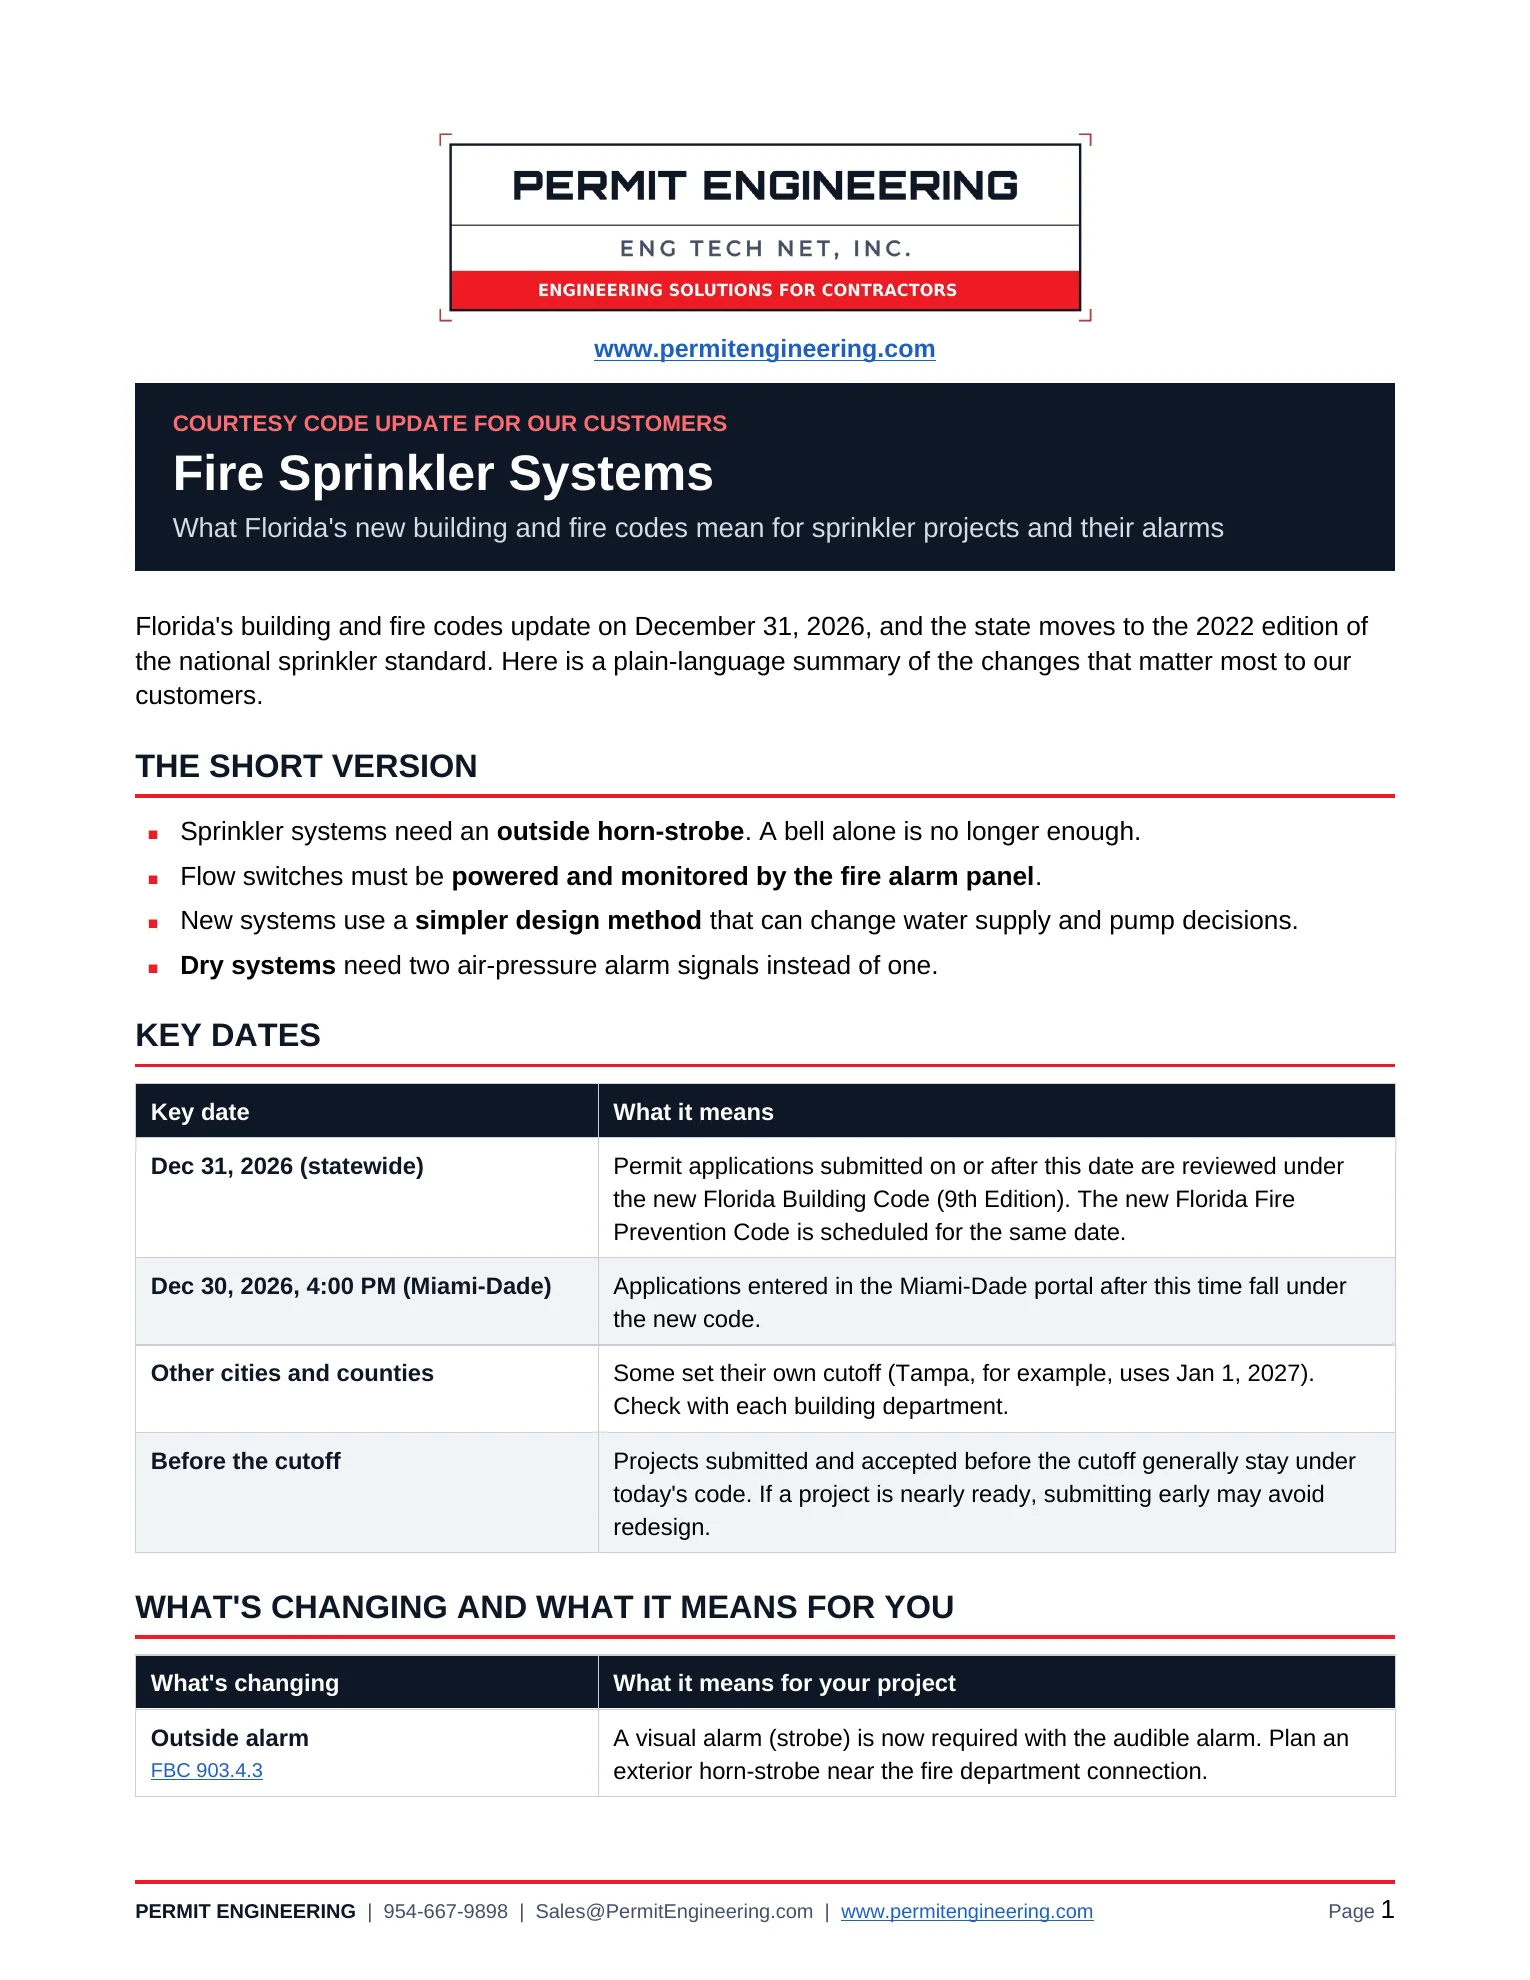 PERMIT ENGINEERING
ENG TECH NET, INC.
ENGINEERING SOLUTIONS FOR CONTRACTORS
www.permitengineering.com
COURTESY CODE UPDATE FOR OUR CUSTOMERS
Fire Sprinkler Systems
What Florida's new building and fire codes mean for sprinkler projects and their alarms
Florida's building and fire codes update on December 31, 2026, and the state moves to the 2022 edition of
the national sprinkler standard. Here is a plain-language summary of the changes that matter most to our
customers.
THE SHORT VERSION
▪ Sprinkler systems need an outside horn-strobe. A bell alone is no longer enough.
▪ Flow switches must be powered and monitored by the fire alarm panel.
▪ New systems use a simpler design method that can change water supply and pump decisions.
▪ Dry systems need two air-pressure alarm signals instead of one.
KEY DATES
Key date What it means
Dec 31, 2026 (statewide) Permit applications submitted on or after this date are reviewed under
the new Florida Building Code (9th Edition). The new Florida Fire
Prevention Code is scheduled for the same date.
Dec 30, 2026, 4:00 PM (Miami-Dade) Applications entered in the Miami-Dade portal after this time fall under
the new code.
Other cities and counties Some set their own cutoff (Tampa, for example, uses Jan 1, 2027).
Check with each building department.
Before the cutoff Projects submitted and accepted before the cutoff generally stay under
today's code. If a project is nearly ready, submitting early may avoid
redesign.
WHAT'S CHANGING AND WHAT IT MEANS FOR YOU
What's changing What it means for your project
Outside alarm A visual alarm (strobe) is now required with the audible alarm. Plan an
FBC 903.4.3 exterior horn-strobe near the fire department connection.
PERMIT ENGINEERING | 954-667-9898 | Sales@PermitEngineering.com | www.permitengineering.com Page 1